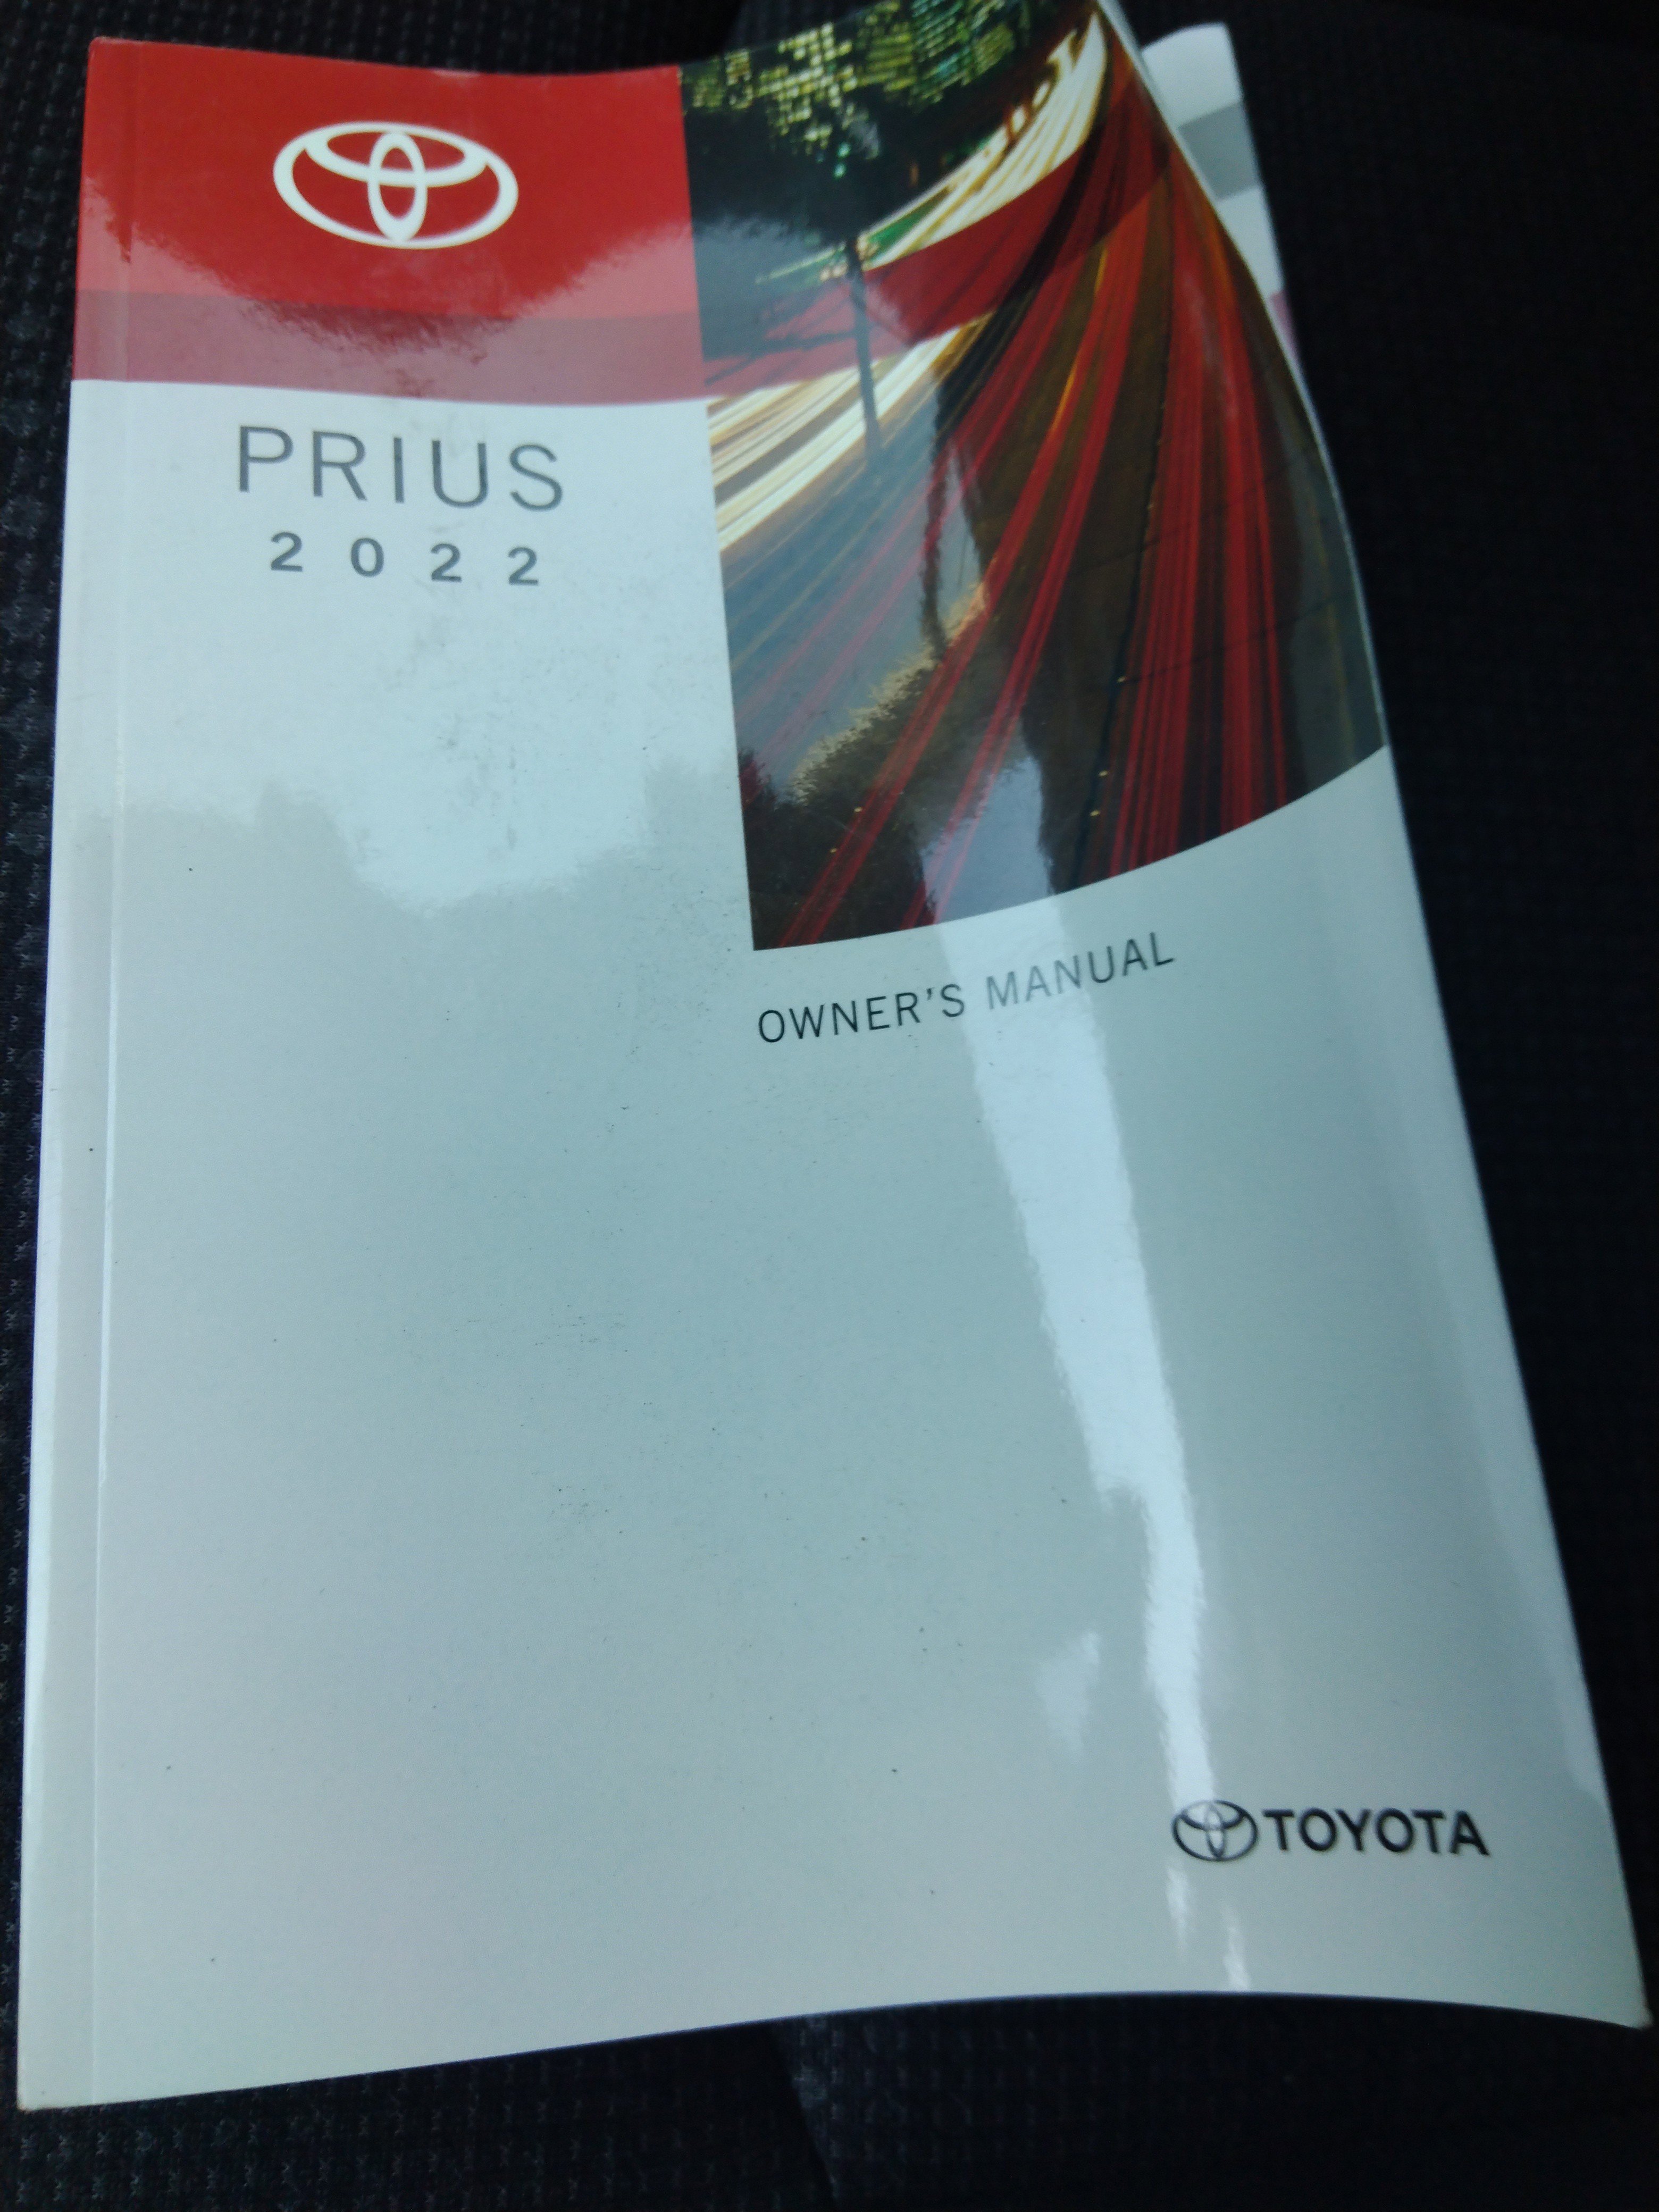 PRIUS
2022
OWNER'S MANUAL
TOYOTA